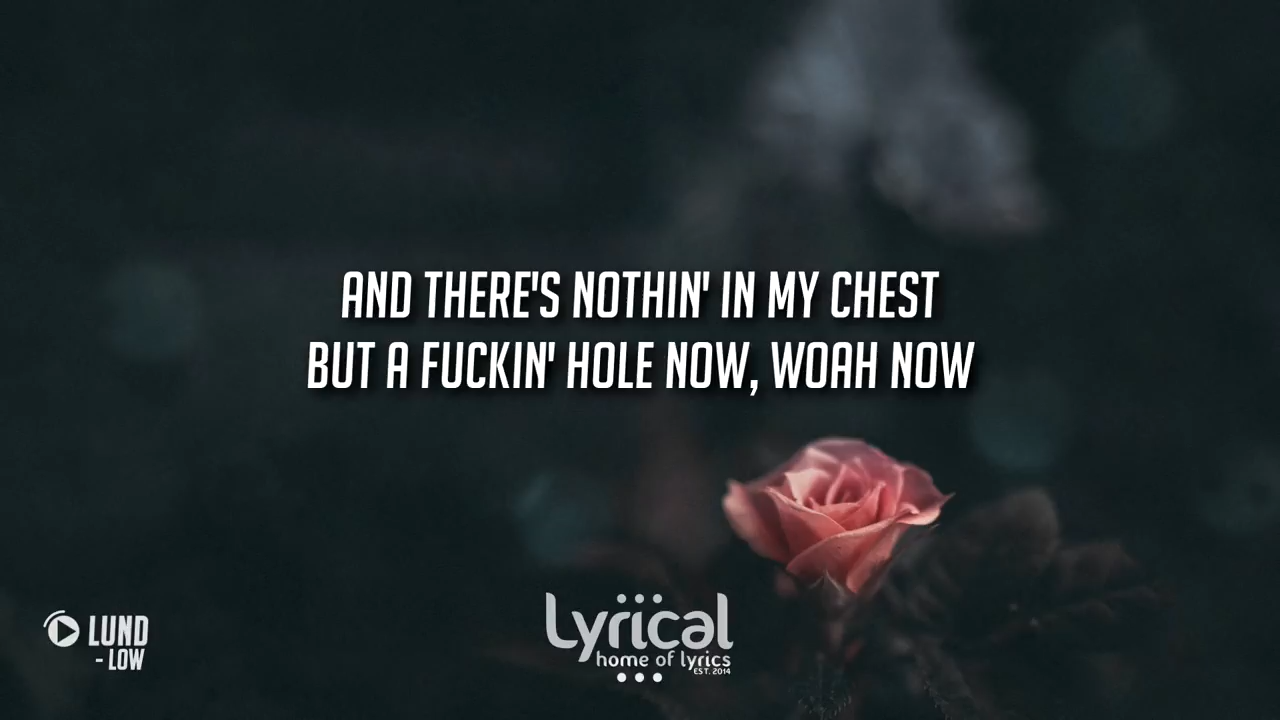 AND THERE'S NOTHIN' IN MY CHEST
BUT A FUCKIN' HOLE NOW, WOAH NOW
LUND
- LOW
Lyrical
home of lyrics
EST. 2014